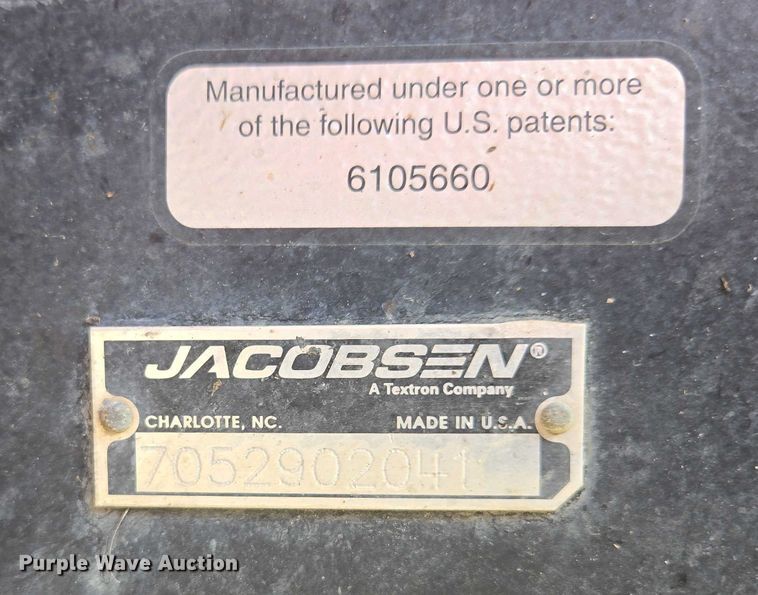 Manufactured under one or more
of the following U.S. patents:
6105660
JACOBSEN®
A Textron Company
CHARLOTTE, NC. MADE IN U.S.A.
7052902041
Purple Wave Auction